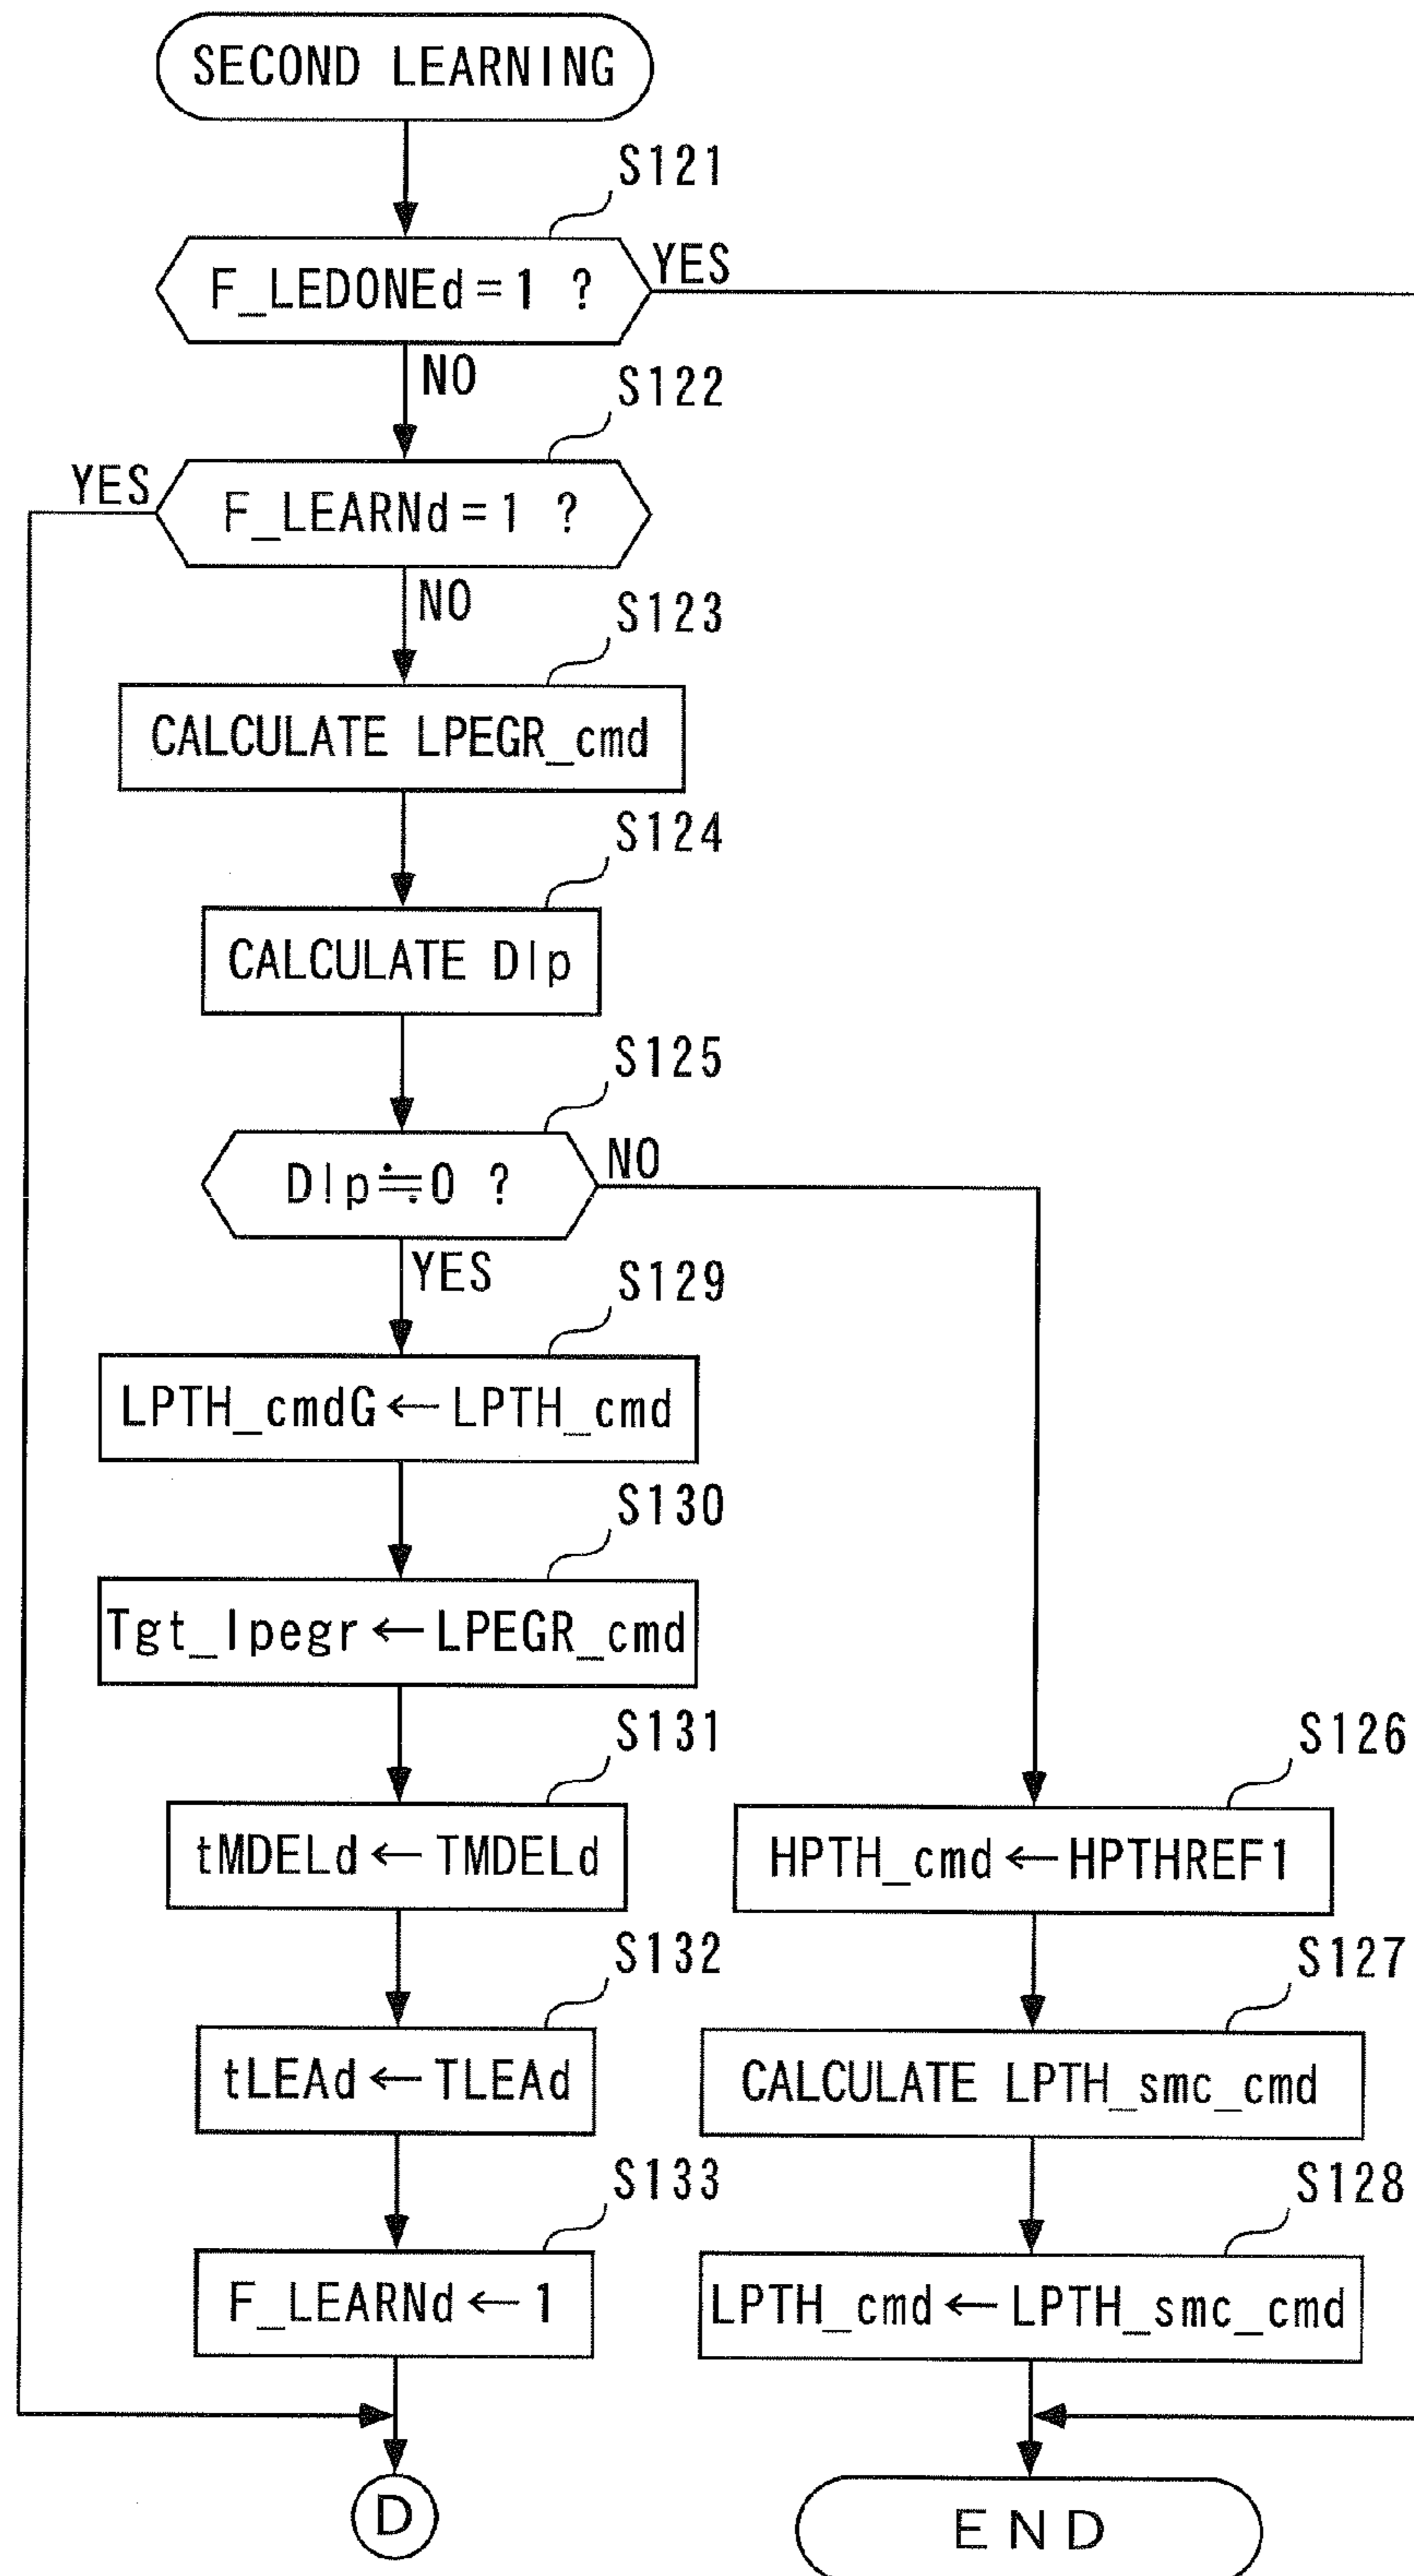 SECOND LEARNING
S121
F_LEDONEd=1 ?
YES
NO
S122
YES
F_LEARNd=1 ?
NO
S123
CALCULATE LPEGR_cmd
S124
CALCULATE Dlp
S125
Dlp≒0 ?
NO
YES
S129
LPTH_cmdG←LPTH_cmd
S130
Tgt_lpegr←LPEGR_cmd
S131
tMDELd←TMDELd
S132
tLEAd←TLEAd
S133
F_LEARNd←1
D
S126
HPTH_cmd←HPTHREF1
S127
CALCULATE LPTH_smc_cmd
S128
LPTH_cmd←LPTH_smc_cmd
END